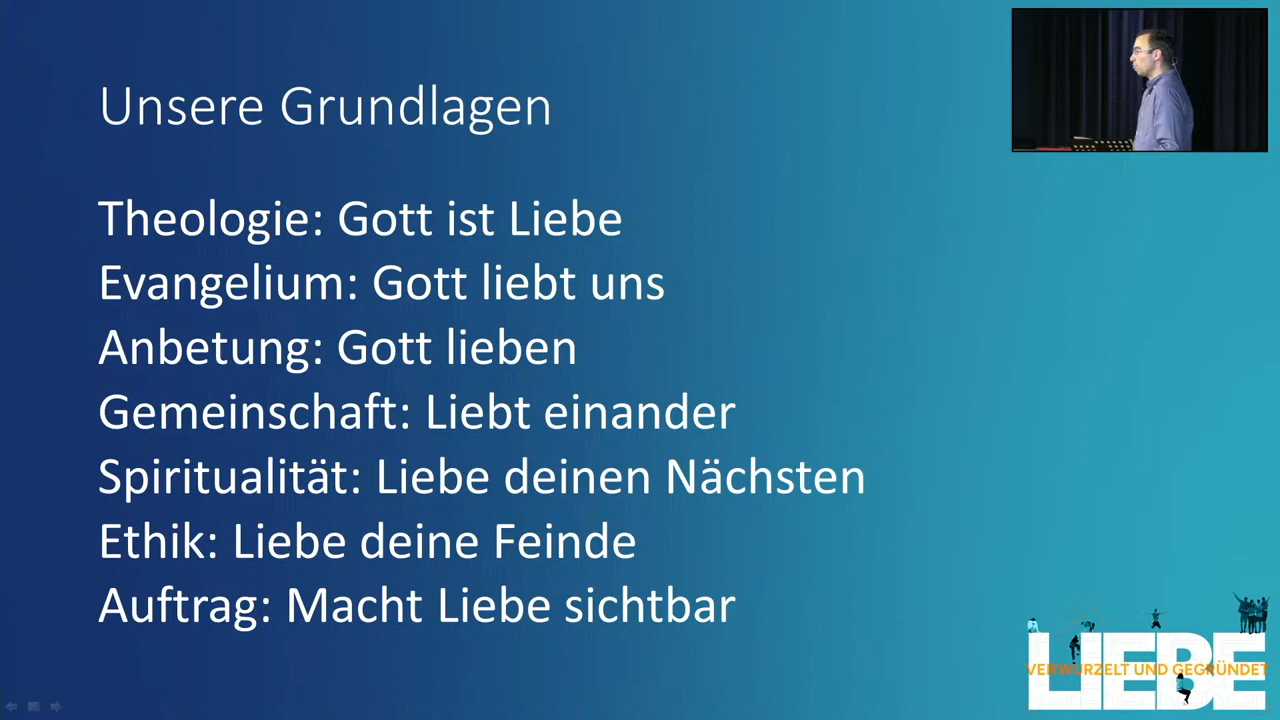 Unsere Grundlagen
Theologie: Gott ist Liebe
Evangelium: Gott liebt uns
Anbetung: Gott lieben
Gemeinschaft: Liebt einander
Spiritualität: Liebe deinen Nächsten
Ethik: Liebe deine Feinde
Auftrag: Macht Liebe sichtbar
LIEBE
VERWURZELT UND GEGRÜNDET